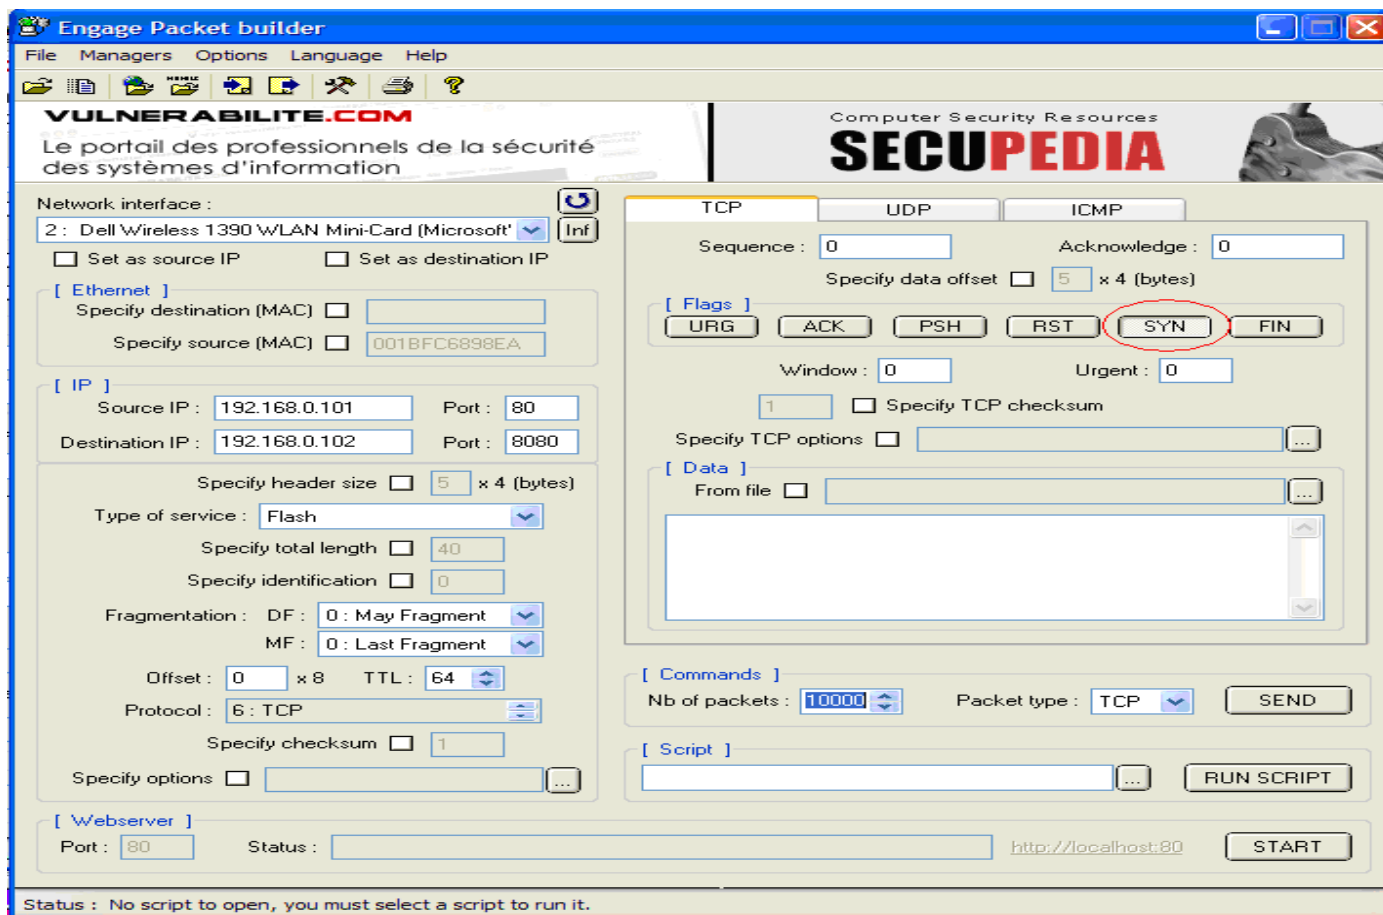 Engage Packet builder
File Managers Options Language Help
VULNERABILITE.COM
Le portail des professionnels de la sécurité
des systèmes d'information
Computer Security Resources
SECUPEDIA
Network interface :
2 : Dell Wireless 1390 WLAN Mini-Card (Microsoft' Inf
Set as source IP Set as destination IP
[ Ethernet ]
Specify destination (MAC)
Specify source (MAC) 001BFC6898EA
[ IP ]
Source IP : 192.168.0.101 Port : 80
Destination IP : 192.168.0.102 Port : 8080
Specify header size 5 x 4 (bytes)
Type of service : Flash
Specify total length 40
Specify identification 0
Fragmentation : DF : 0 : May Fragment
MF : 0 : Last Fragment
Offset : 0 x 8 TTL : 64
Protocol : 6 : TCP
Specify checksum 1
Specify options ...
TCP UDP ICMP
Sequence : 0 Acknowledge : 0
Specify data offset 5 x 4 (bytes)
[ Flags ]
URG ACK PSH RST SYN FIN
Window : 0 Urgent : 0
1 Specify TCP checksum
Specify TCP options ...
[ Data ]
From file ...
[ Commands ]
Nb of packets : 10000 Packet type : TCP SEND
[ Script ]
... RUN SCRIPT
[ Webserver ]
Port : 80 Status : http://localhost:80 START
Status : No script to open, you must select a script to run it.